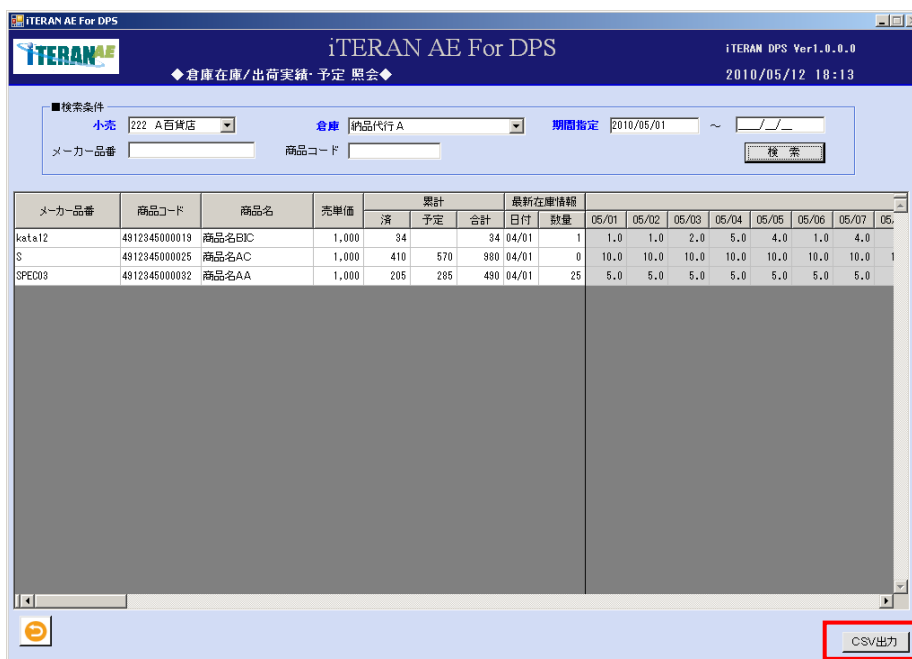 iTERAN AE For DPS
iTERAN AE iTERAN AE For DPS iTERAN DPS Ver1.0.0.0
◆倉庫在庫/出荷実績・予定 照会◆ 2010/05/12 18:13
■検索条件
小売 222 A百貨店 倉庫 納品代行A 期間指定 2010/05/01 ～ __/__/__
メーカー品番 商品コード 検 索
メーカー品番 商品コード 商品名 売単価 累計 最新在庫情報
済 予定 合計 日付 数量 05/01 05/02 05/03 05/04 05/05 05/06 05/07 05.
kata12 4912345000019 商品名BIC 1,000 34 34 04/01 1 1.0 1.0 2.0 5.0 4.0 1.0 4.0
S 4912345000025 商品名AC 1,000 410 570 980 04/01 0 10.0 10.0 10.0 10.0 10.0 10.0 10.0 1
SPEC03 4912345000032 商品名AA 1,000 205 285 490 04/01 25 5.0 5.0 5.0 5.0 5.0 5.0 5.0
CSV出力